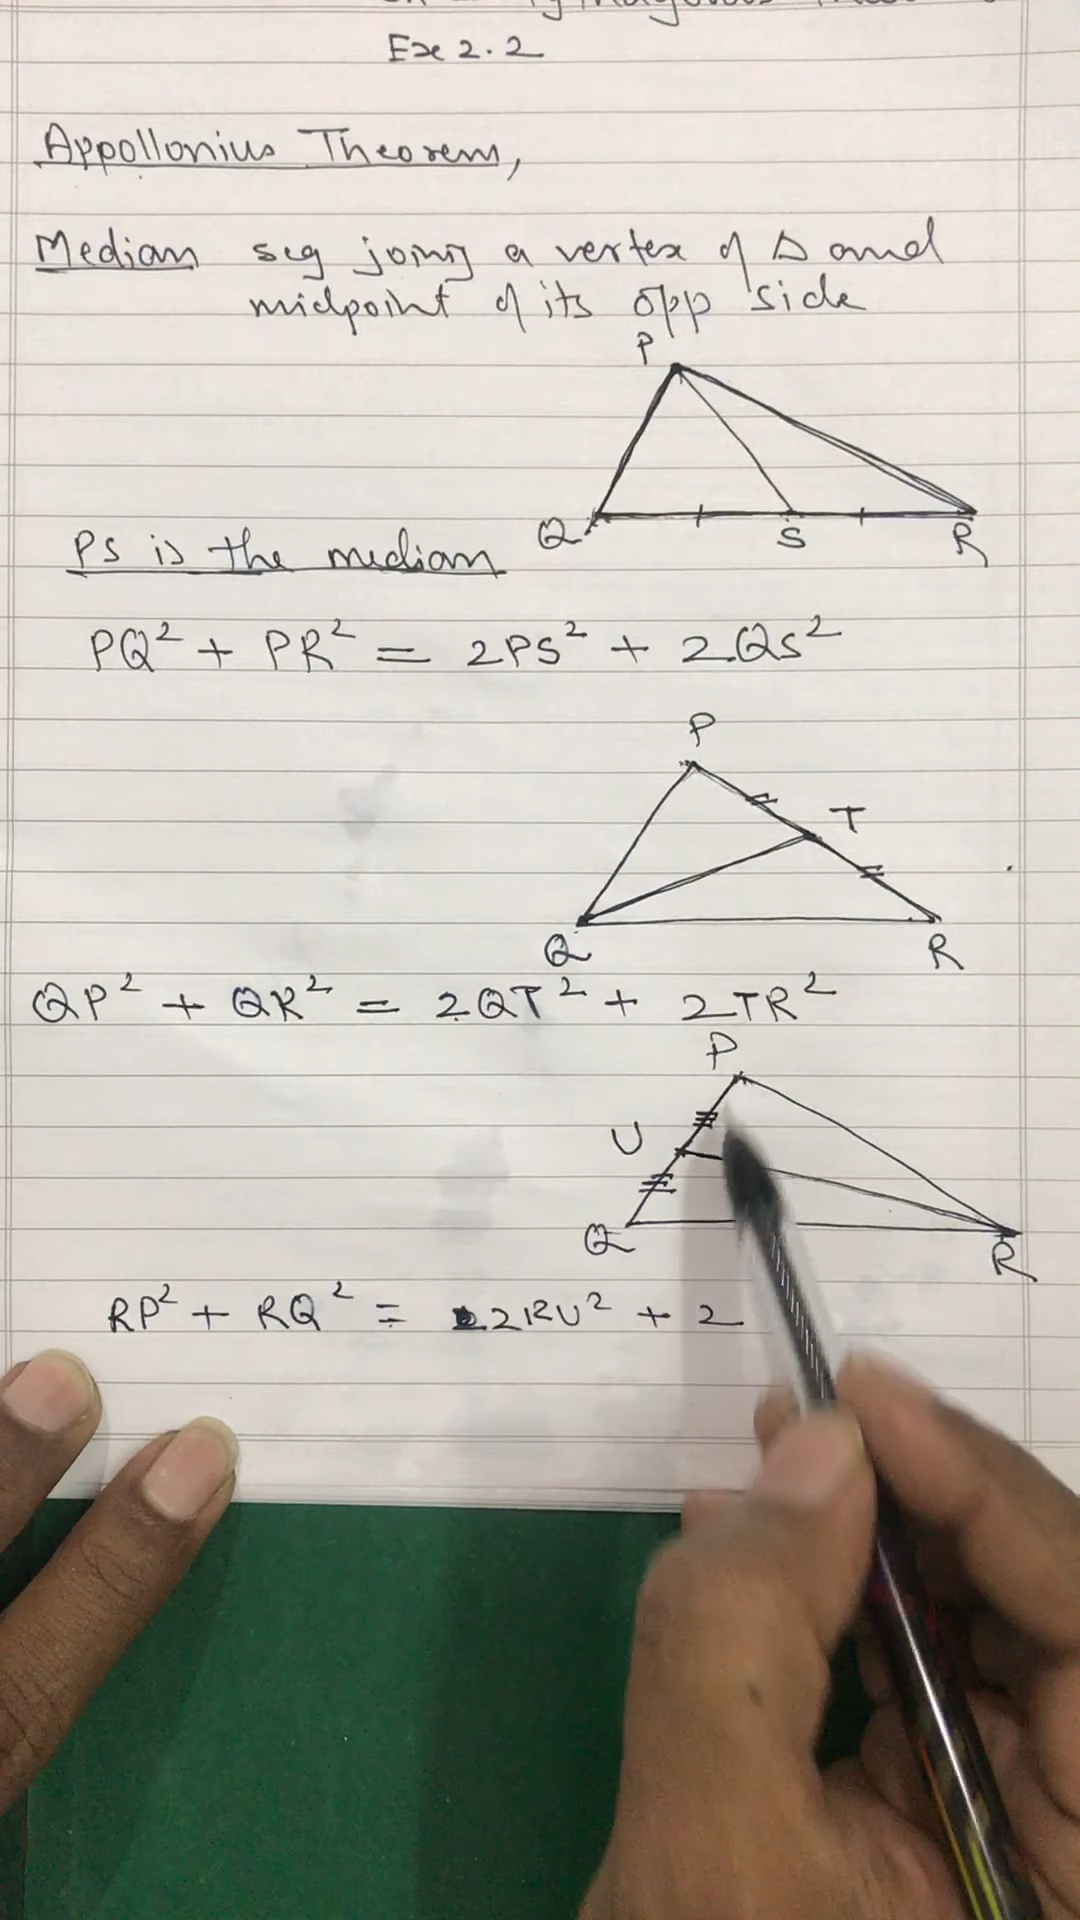 Ex 2.2
Appollonius Theorem,
Median seg joing a vertex of Δ and
midpoint of its opp side
P
Q S R
PS is the median
PQ² + PR² = 2PS² + 2QS²
P
T
Q R
QP² + QR² = 2QT² + 2TR²
P
U
Q R
RP² + RQ² = 2RU² + 2